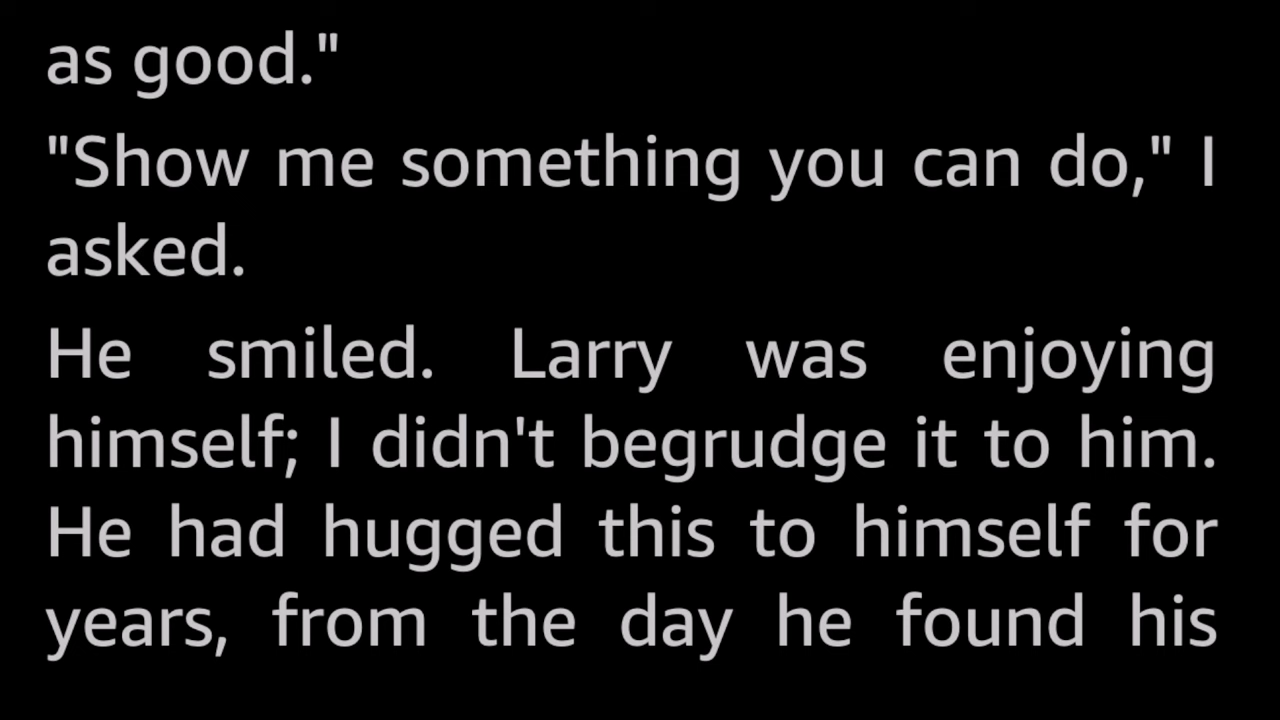 as good."
"Show me something you can do," I
asked.
He smiled. Larry was enjoying
himself; I didn't begrudge it to him.
He had hugged this to himself for
years, from the day he found his